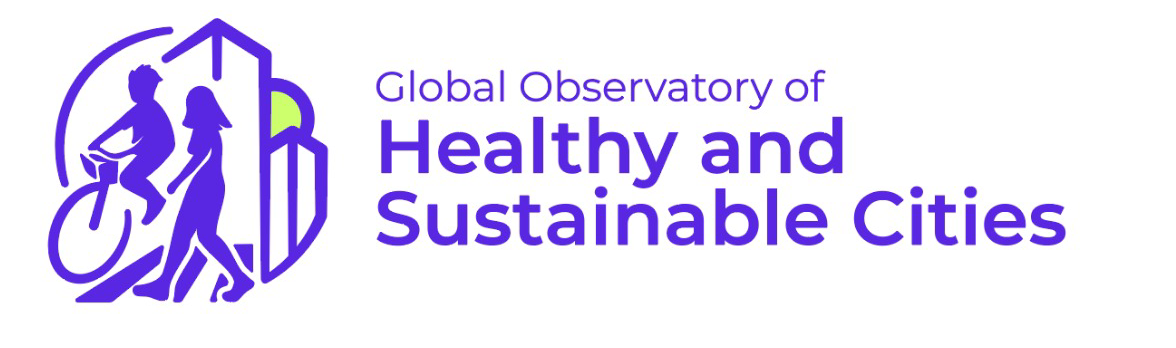 Global Observatory of
Healthy and
Sustainable Cities